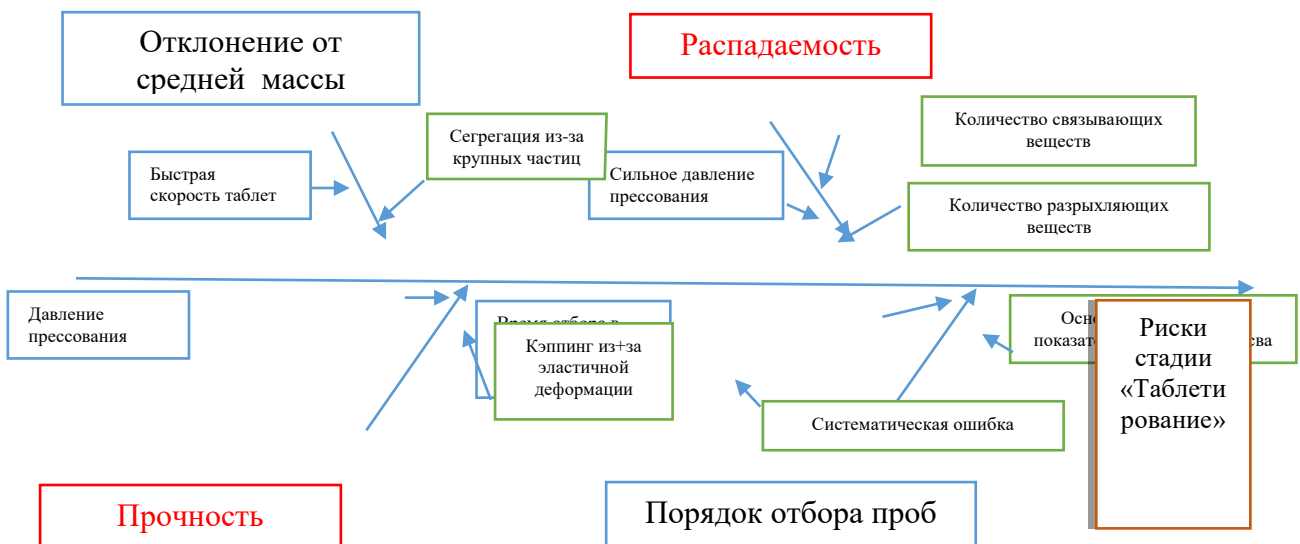 Отклонение от
средней массы
Распадаемость
Количество связывающих
веществ
Сегрегация из-за
крупных частиц
Быстрая
скорость таблет
Сильное давление
прессования
Количество разрыхляющих
веществ
Давление
прессования
Время отбора в
Кэппинг из+за
эластичной
деформации
Систематическая ошибка
Риски
стадии
«Таблети
рование»
Прочность
Порядок отбора проб